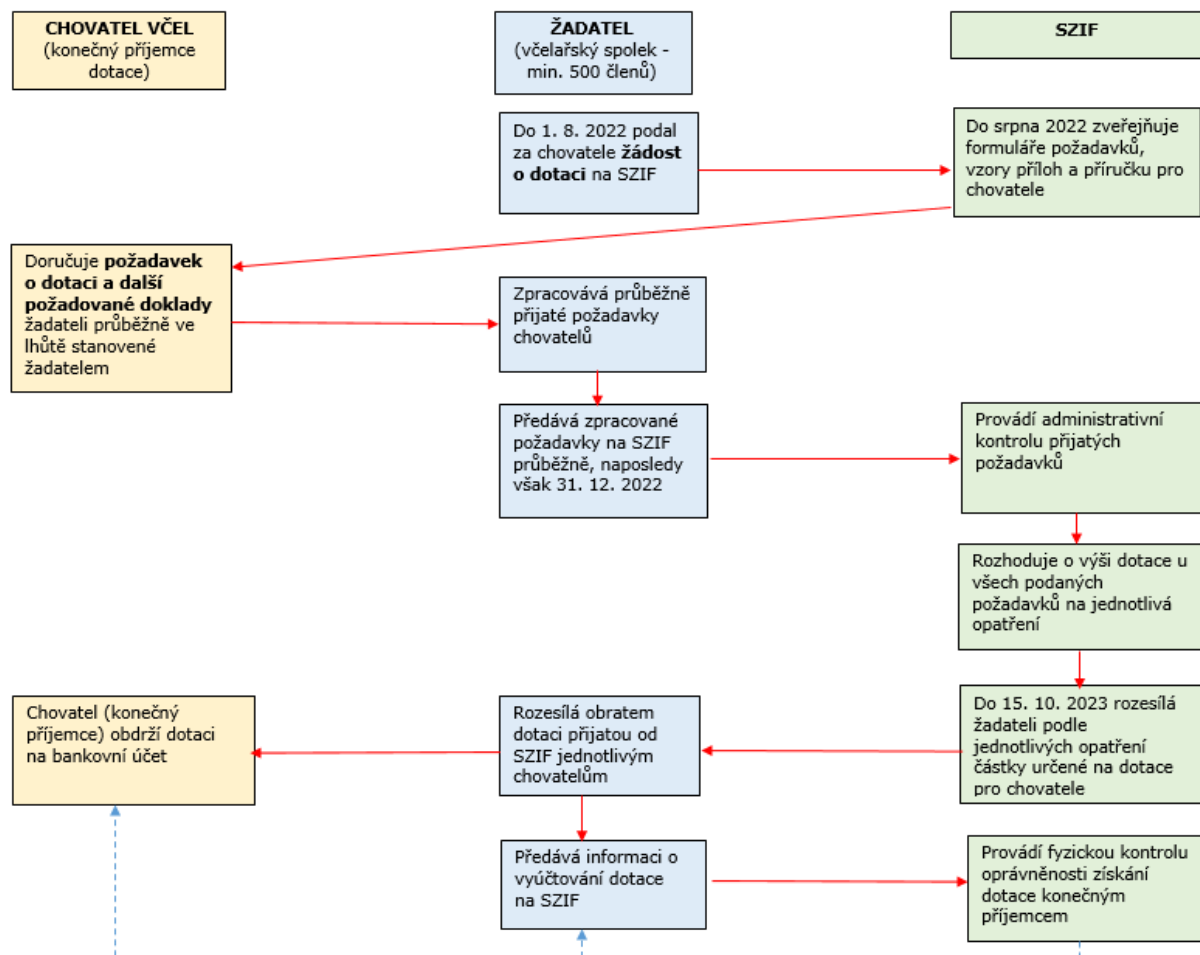 CHOVATEL VČEL
(konečný příjemce
dotace)
ŽADATEL
(včelařský spolek -
min. 500 členů)
SZIF
Do 1. 8. 2022 podal
za chovatele žádost
o dotaci na SZIF
Do srpna 2022 zveřejňuje
formuláře požadavků,
vzory příloh a příručku pro
chovatele
Doručuje požadavek
o dotaci a další
požadované doklady
žadateli průběžně ve
lhůtě stanovené
žadatelem
Zpracovává průběžně
přijaté požadavky
chovatelů
Předává zpracované
požadavky na SZIF
průběžně, naposledy
však 31. 12. 2022
Provádí administrativní
kontrolu přijatých
požadavků
Rozhoduje o výši dotace u
všech podaných
požadavků na jednotlivá
opatření
Do 15. 10. 2023 rozesílá
žadateli podle
jednotlivých opatření
částky určené na dotace
pro chovatele
Rozesílá obratem
dotaci přijatou od
SZIF jednotlivým
chovatelům
Chovatel (konečný
příjemce) obdrží dotaci
na bankovní účet
Předává informaci o
vyúčtování dotace
na SZIF
Provádí fyzickou kontrolu
oprávněnosti získání
dotace konečným
příjemcem